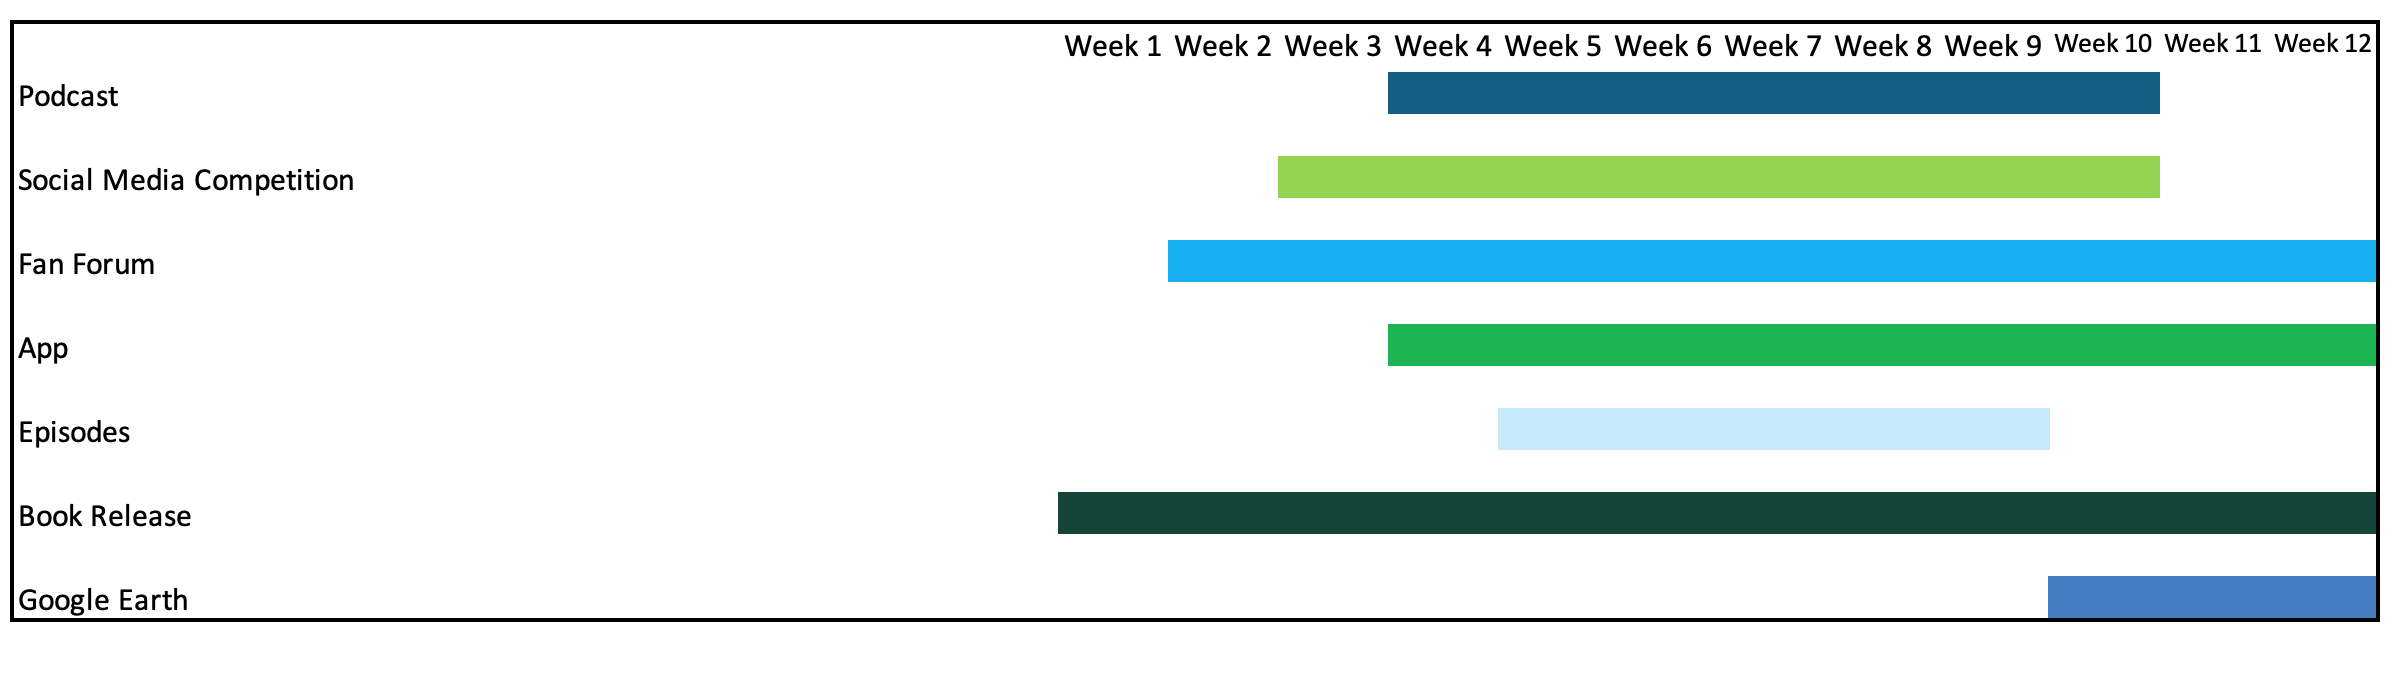 Week 1 Week 2 Week 3 Week 4 Week 5 Week 6 Week 7 Week 8 Week 9 Week 10 Week 11 Week 12
Podcast
Social Media Competition
Fan Forum
App
Episodes
Book Release
Google Earth